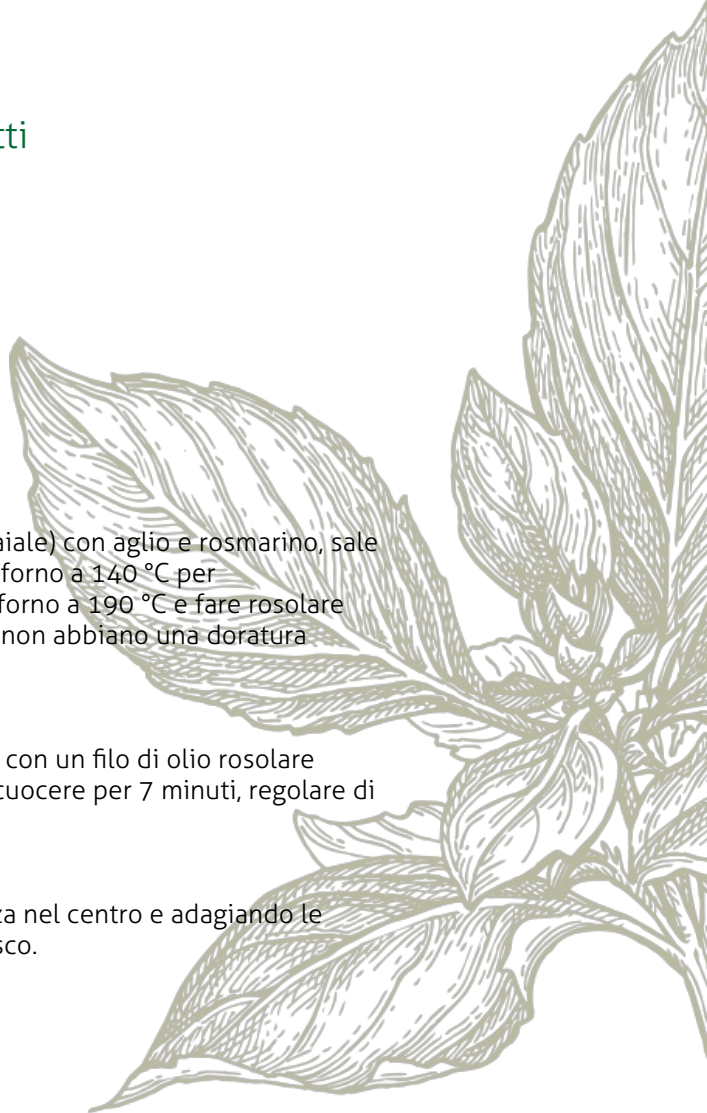 tti
aiale) con aglio e rosmarino, sale
forno a 140 °C per
forno a 190 °C e fare rosolare
non abbiano una doratura
con un filo di olio rosolare
cuocere per 7 minuti, regolare di
za nel centro e adagiando le
sco.